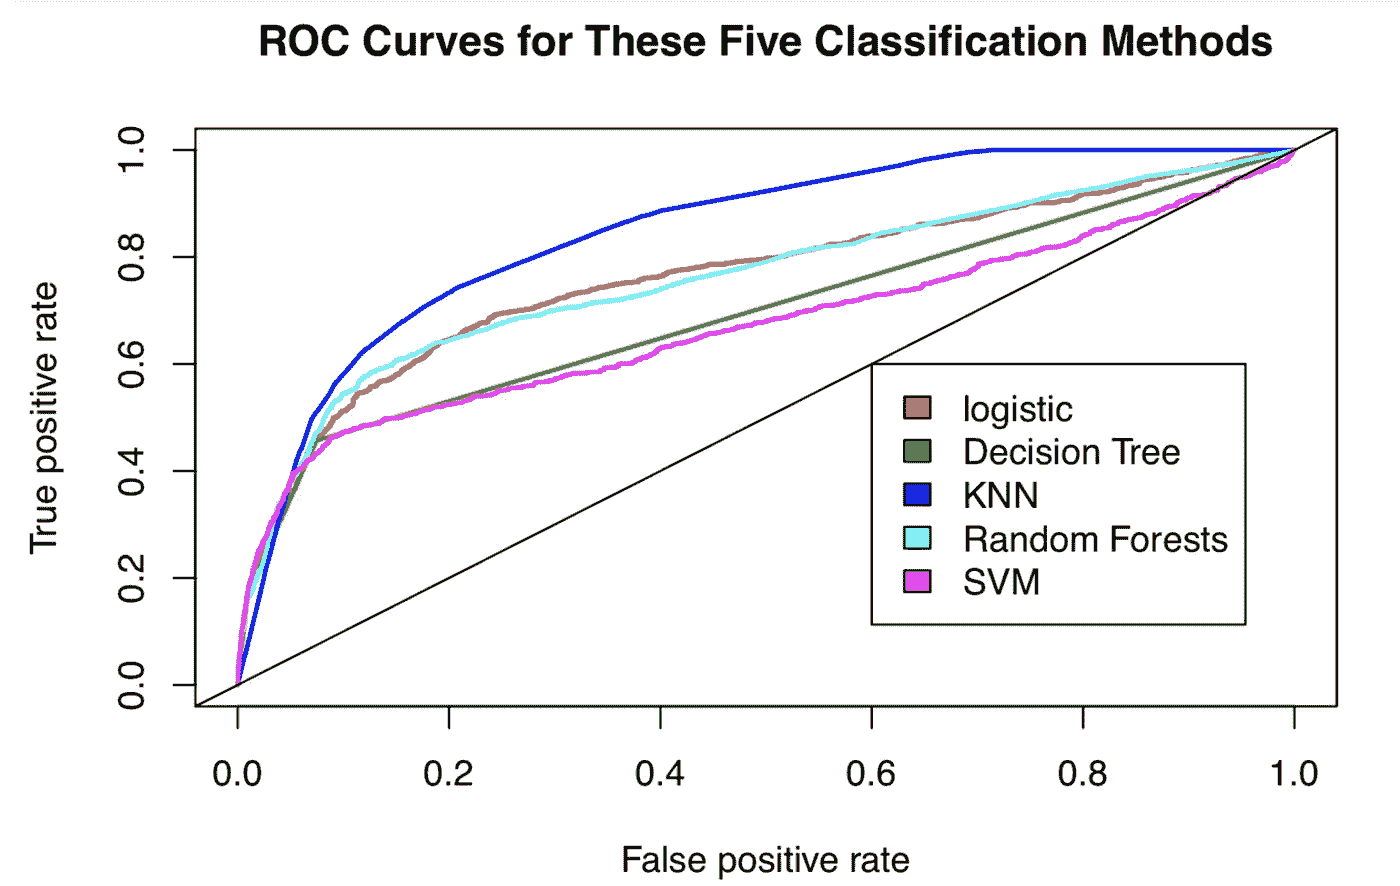 ROC Curves for These Five Classification Methods
True positive rate
1.0
0.8
0.6
0.4
0.2
0.0
logistic
Decision Tree
KNN
Random Forests
SVM
0.0 0.2 0.4 0.6 0.8 1.0
False positive rate